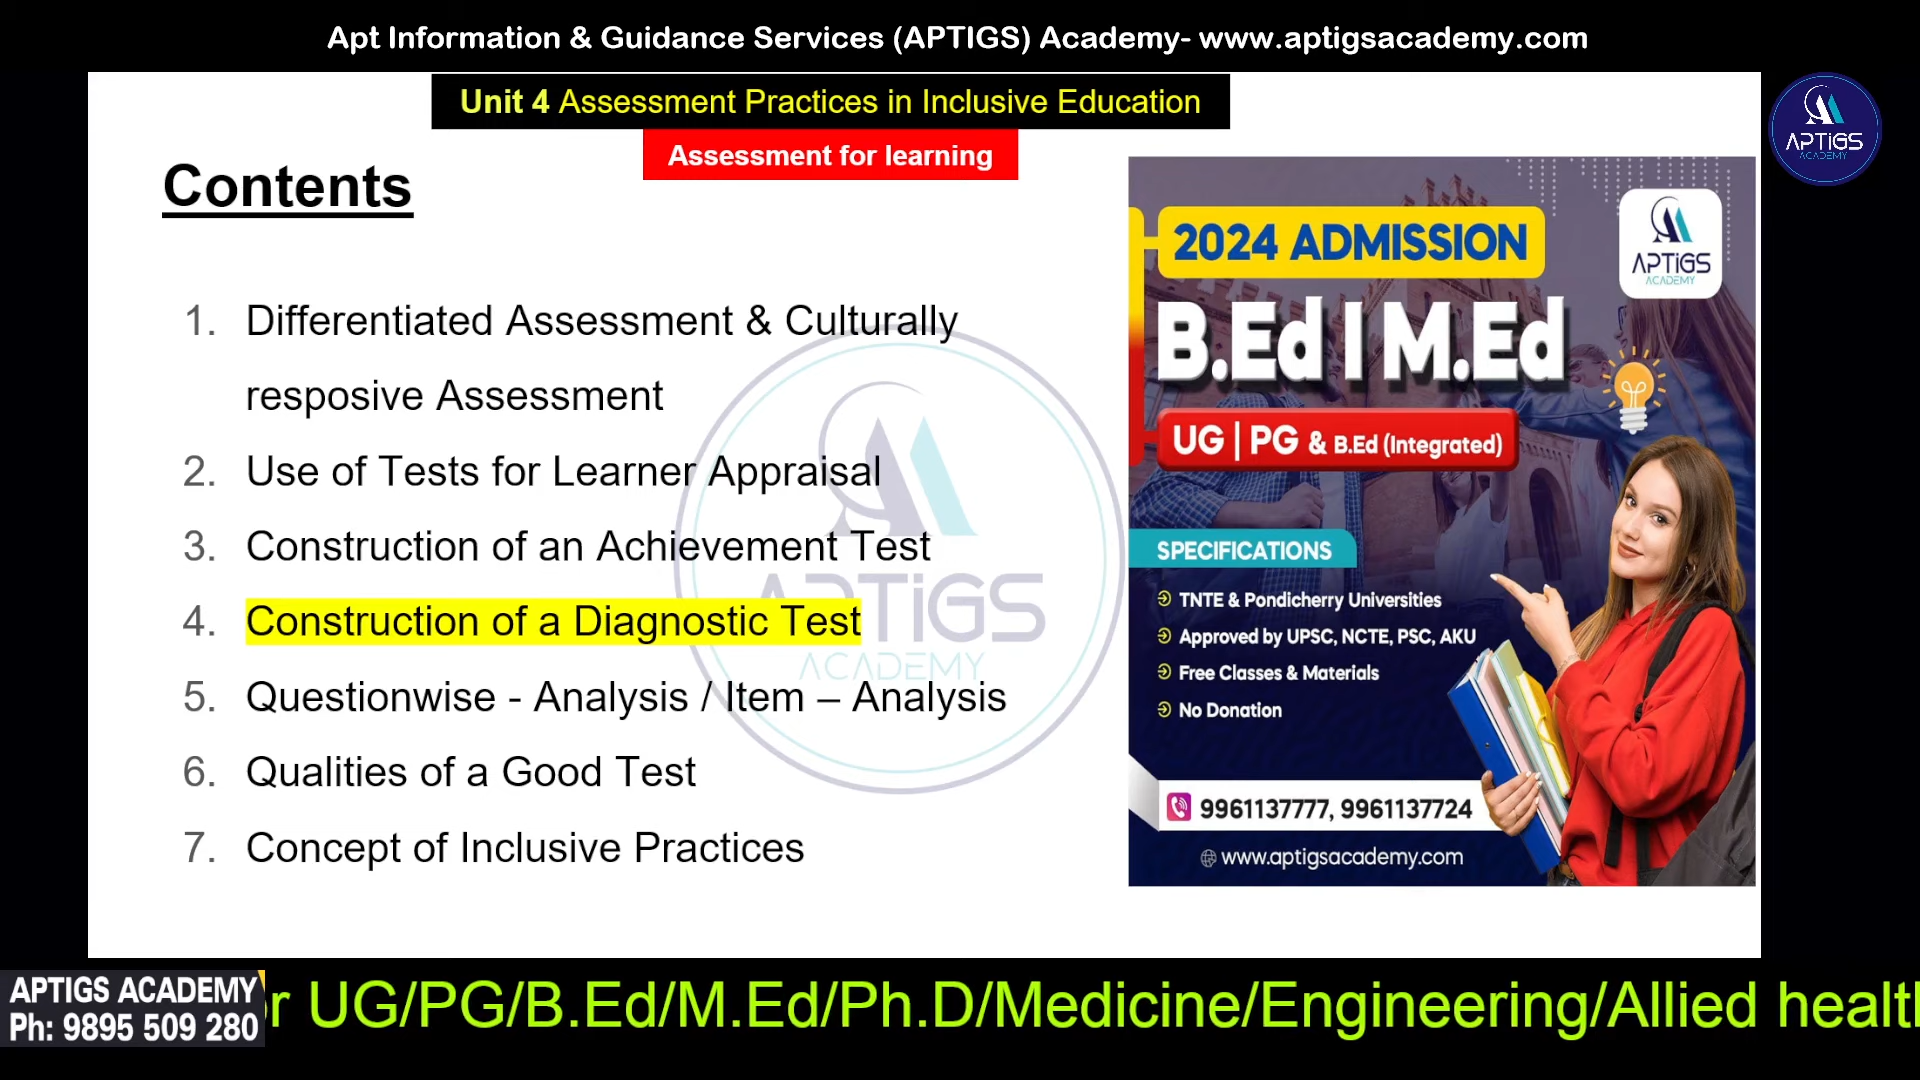 Apt Information & Guidance Services (APTIGS) Academy- www.aptigsacademy.com
Unit 4 Assessment Practices in Inclusive Education
Assessment for learning
APTiGS
ACADEMY
Contents
1. Differentiated Assessment & Culturally
resposive Assessment
2. Use of Tests for Learner Appraisal
3. Construction of an Achievement Test
4. Construction of a Diagnostic Test
5. Questionwise - Analysis / Item – Analysis
6. Qualities of a Good Test
7. Concept of Inclusive Practices
APTiGS
ACADEMY
2024 ADMISSION
APTiGS
ACADEMY
B.Ed | M.Ed
UG | PG & B.Ed (Integrated)
SPECIFICATIONS
TNTE & Pondicherry Universities
Approved by UPSC, NCTE, PSC, AKU
Free Classes & Materials
No Donation
9961137777, 9961137724
www.aptigsacademy.com
APTIGS ACADEMY
Ph: 9895 509 280
r UG/PG/B.Ed/M.Ed/Ph.D/Medicine/Engineering/Allied healt